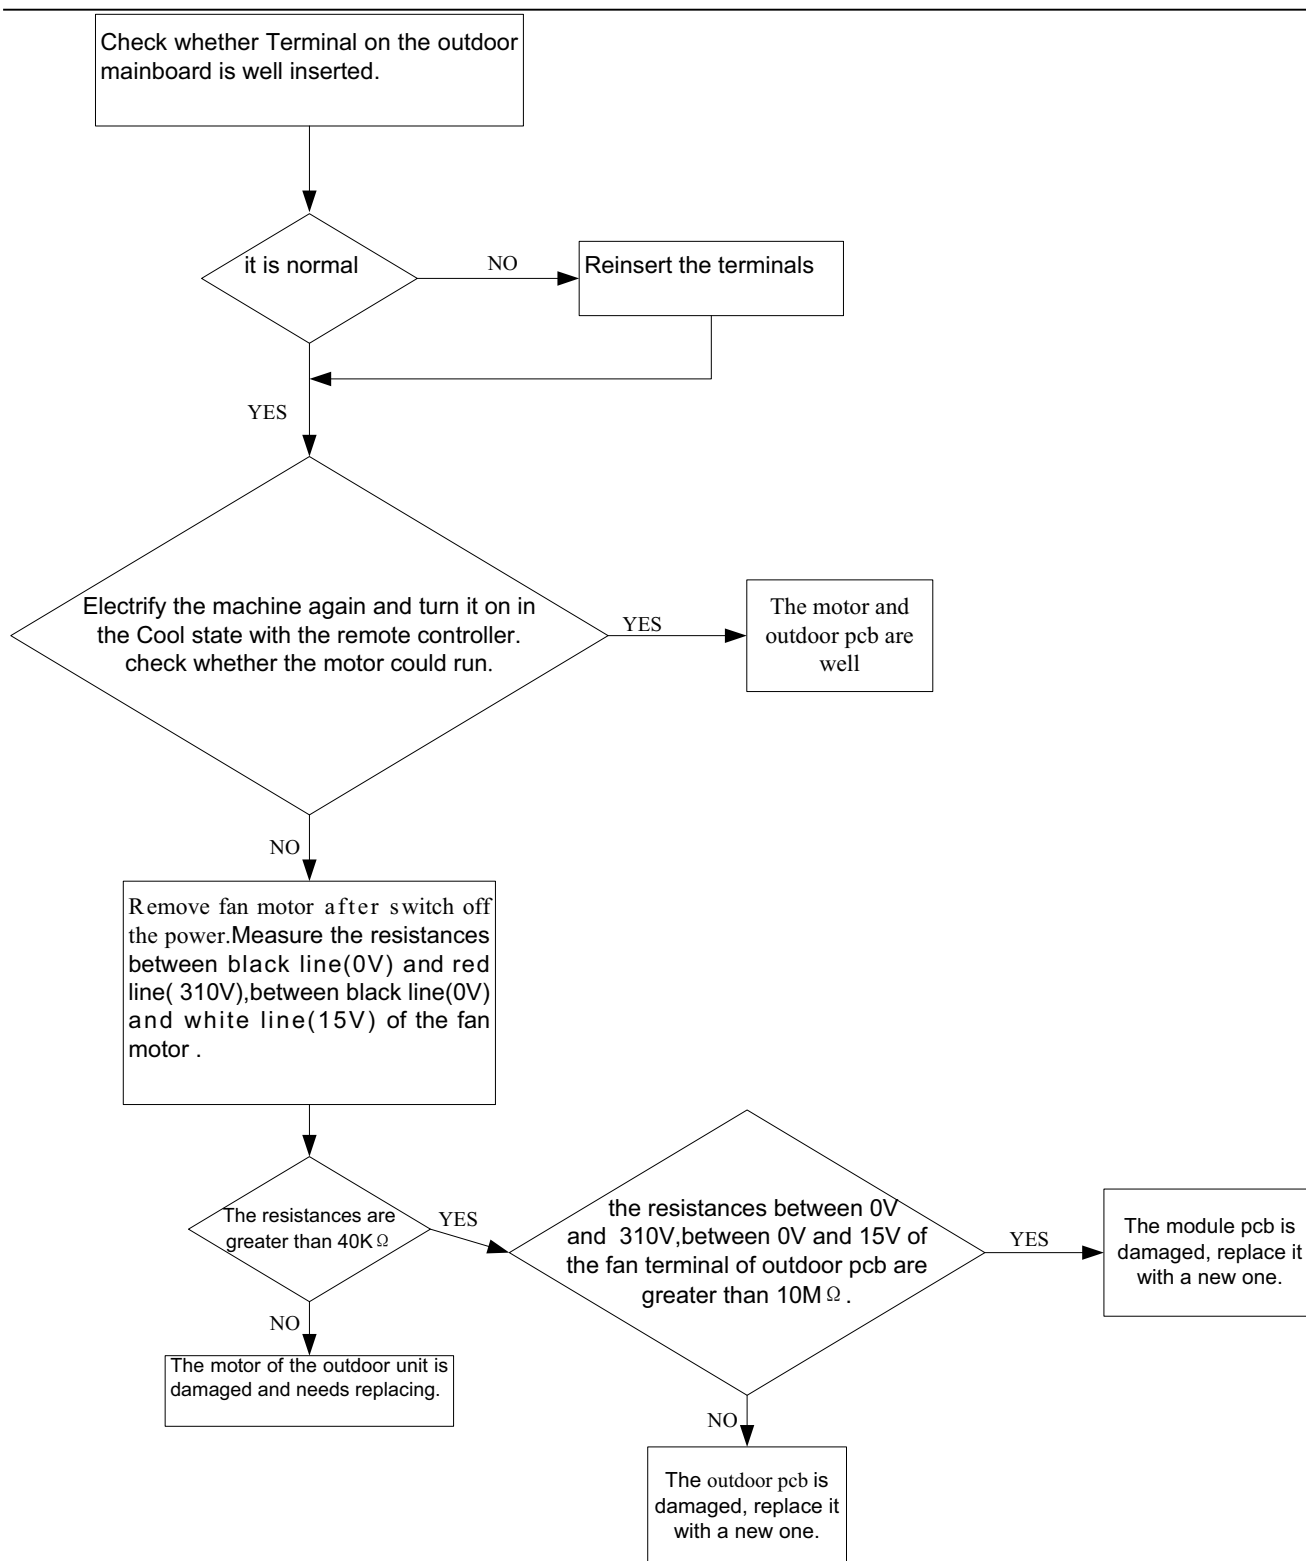 Check whether Terminal on the outdoor
mainboard is well inserted.
it is normal
NO
Reinsert the terminals
YES
Electrify the machine again and turn it on in
the Cool state with the remote controller.
check whether the motor could run.
YES
The motor and
outdoor pcb are
well
NO
Remove fan motor after switch off
the power.Measure the resistances
between black line(0V) and red
line( 310V),between black line(0V)
and white line(15V) of the fan
motor .
The resistances are
greater than 40KΩ
YES
the resistances between 0V
and 310V,between 0V and 15V of
the fan terminal of outdoor pcb are
greater than 10MΩ.
YES
The module pcb is
damaged, replace it
with a new one.
NO
The motor of the outdoor unit is
damaged and needs replacing.
NO
The outdoor pcb is
damaged, replace it
with a new one.